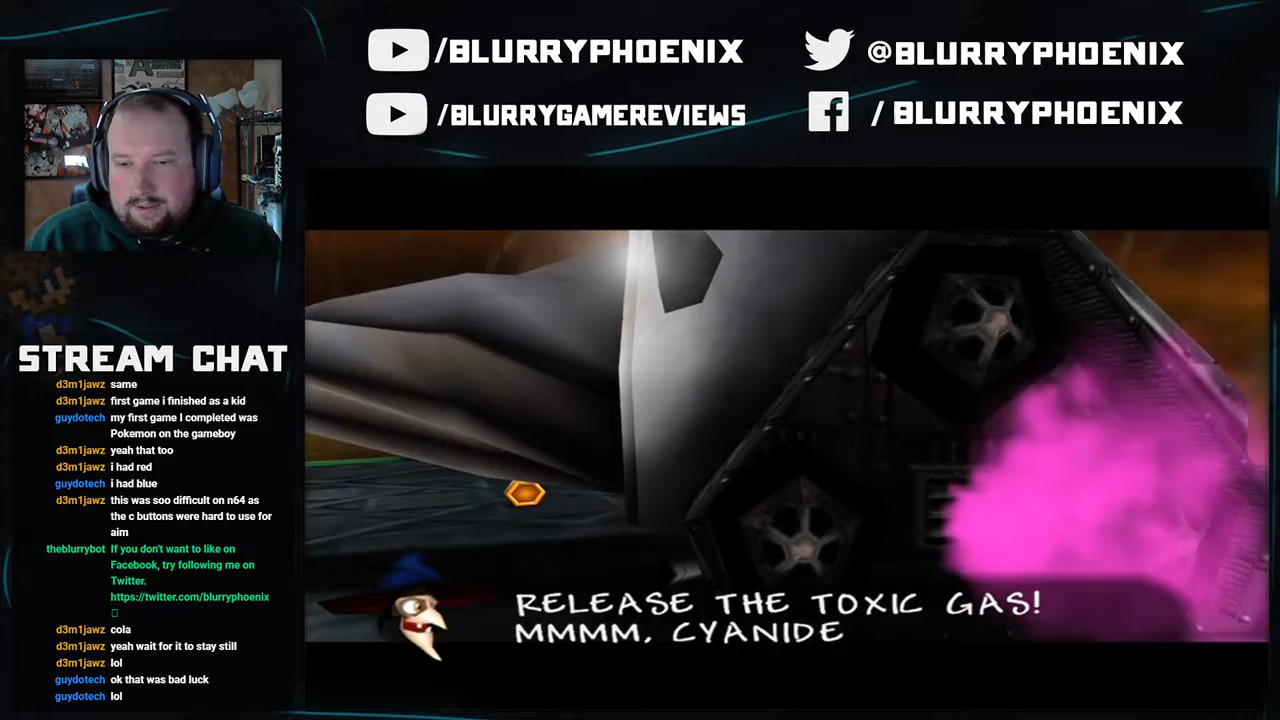 /BLURRYPHOENIX
@BLURRYPHOENIX
/BLURRYGAMEREVIEWS
/ BLURRYPHOENIX
STREAM CHAT
d3m1jawz same
d3m1jawz first game i finished as a kid
guydotech my first game I completed was
Pokemon on the gameboy
d3m1jawz yeah that too
d3m1jawz i had red
guydotech i had blue
d3m1jawz this was soo difficult on n64 as
the c buttons were hard to use for
aim
theblurrybot If you don't want to like on
Facebook, try following me on
Twitter.
https://twitter.com/blurryphoenix
d3m1jawz cola
d3m1jawz yeah wait for it to stay still
d3m1jawz lol
guydotech ok that was bad luck
guydotech lol
RELEASE THE TOXIC GAS!
MMMM, CYANIDE